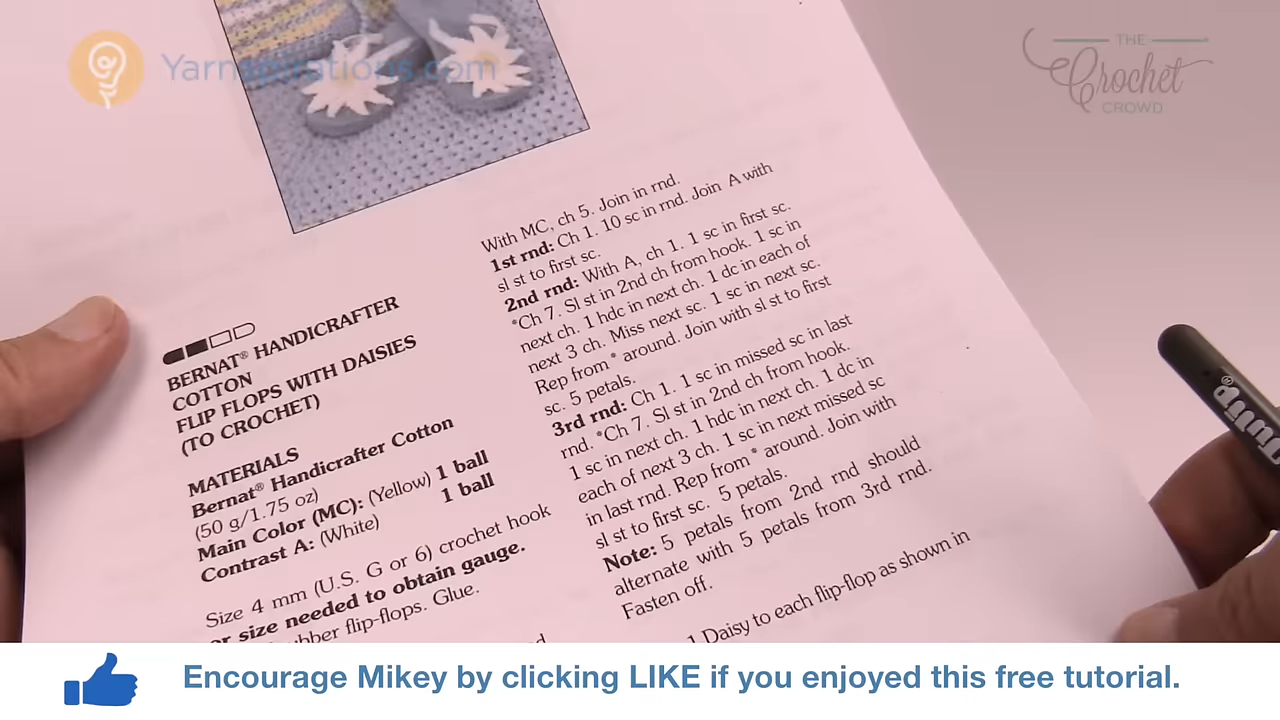 Yarnspirations.com
THE
Crochet
CROWD
BERNAT® HANDICRAFTER
COTTON
FLIP FLOPS WITH DAISIES
(TO CROCHET)
MATERIALS
Bernat® Handicrafter Cotton
(50 g/1.75 oz)
Main Color (MC): (Yellow) 1 ball
Contrast A: (White) 1 ball
Size 4 mm (U.S. G or 6) crochet hook
or size needed to obtain gauge.
flip-flops. Glue.
With MC, ch 5. Join in rnd.
1st rnd: Ch 1. 10 sc in rnd. Join A with
sl st to first sc.
2nd rnd: With A, ch 1. 1 sc in first sc.
*Ch 7. Sl st in 2nd ch from hook. 1 sc in
next ch. 1 hdc in next ch. 1 dc in each of
next 3 ch. Miss next sc. 1 sc in next sc.
Rep from * around. Join with sl st to first
sc. 5 petals.
3rd rnd: Ch 1. 1 sc in missed sc in last
rnd. *Ch 7. Sl st in 2nd ch from hook.
1 sc in next ch. 1 hdc in next ch. 1 dc in
each of next 3 ch. 1 sc in next missed sc
in last rnd. Rep from * around. Join with
sl st to first sc. 5 petals.
Note: 5 petals from 2nd rnd should
alternate with 5 petals from 3rd rnd.
Fasten off.
1 Daisy to each flip-flop as shown in
Tulip®
Encourage Mikey by clicking LIKE if you enjoyed this free tutorial.